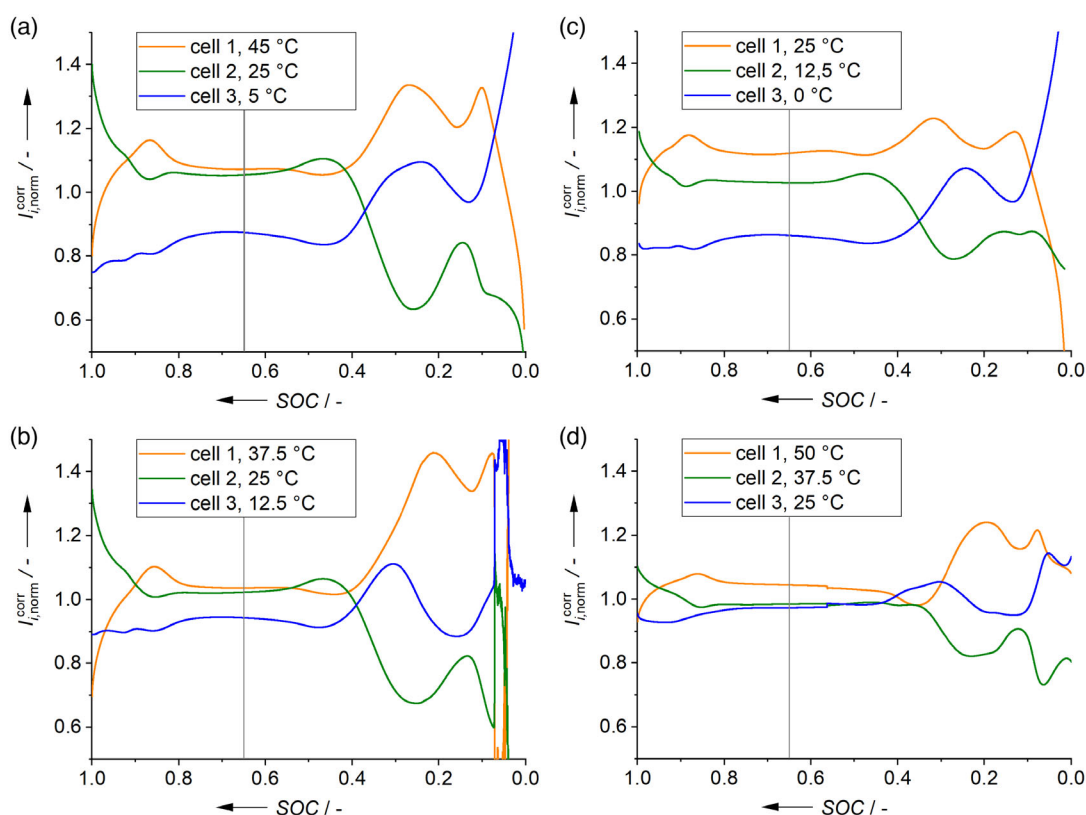 (a)
cell 1, 45 °C
cell 2, 25 °C
cell 3, 5 °C
1.4
1.2
1.0
0.8
0.6
I i,norm corr / -
1.0 0.8 0.6 0.4 0.2 0.0
SOC / -
(c)
cell 1, 25 °C
cell 2, 12,5 °C
cell 3, 0 °C
1.4
1.2
1.0
0.8
0.6
I i,norm corr / -
1.0 0.8 0.6 0.4 0.2 0.0
SOC / -
(b)
cell 1, 37.5 °C
cell 2, 25 °C
cell 3, 12.5 °C
1.4
1.2
1.0
0.8
0.6
I i,norm corr / -
1.0 0.8 0.6 0.4 0.2 0.0
SOC / -
(d)
cell 1, 50 °C
cell 2, 37.5 °C
cell 3, 25 °C
1.4
1.2
1.0
0.8
0.6
I i,norm corr / -
1.0 0.8 0.6 0.4 0.2 0.0
SOC / -